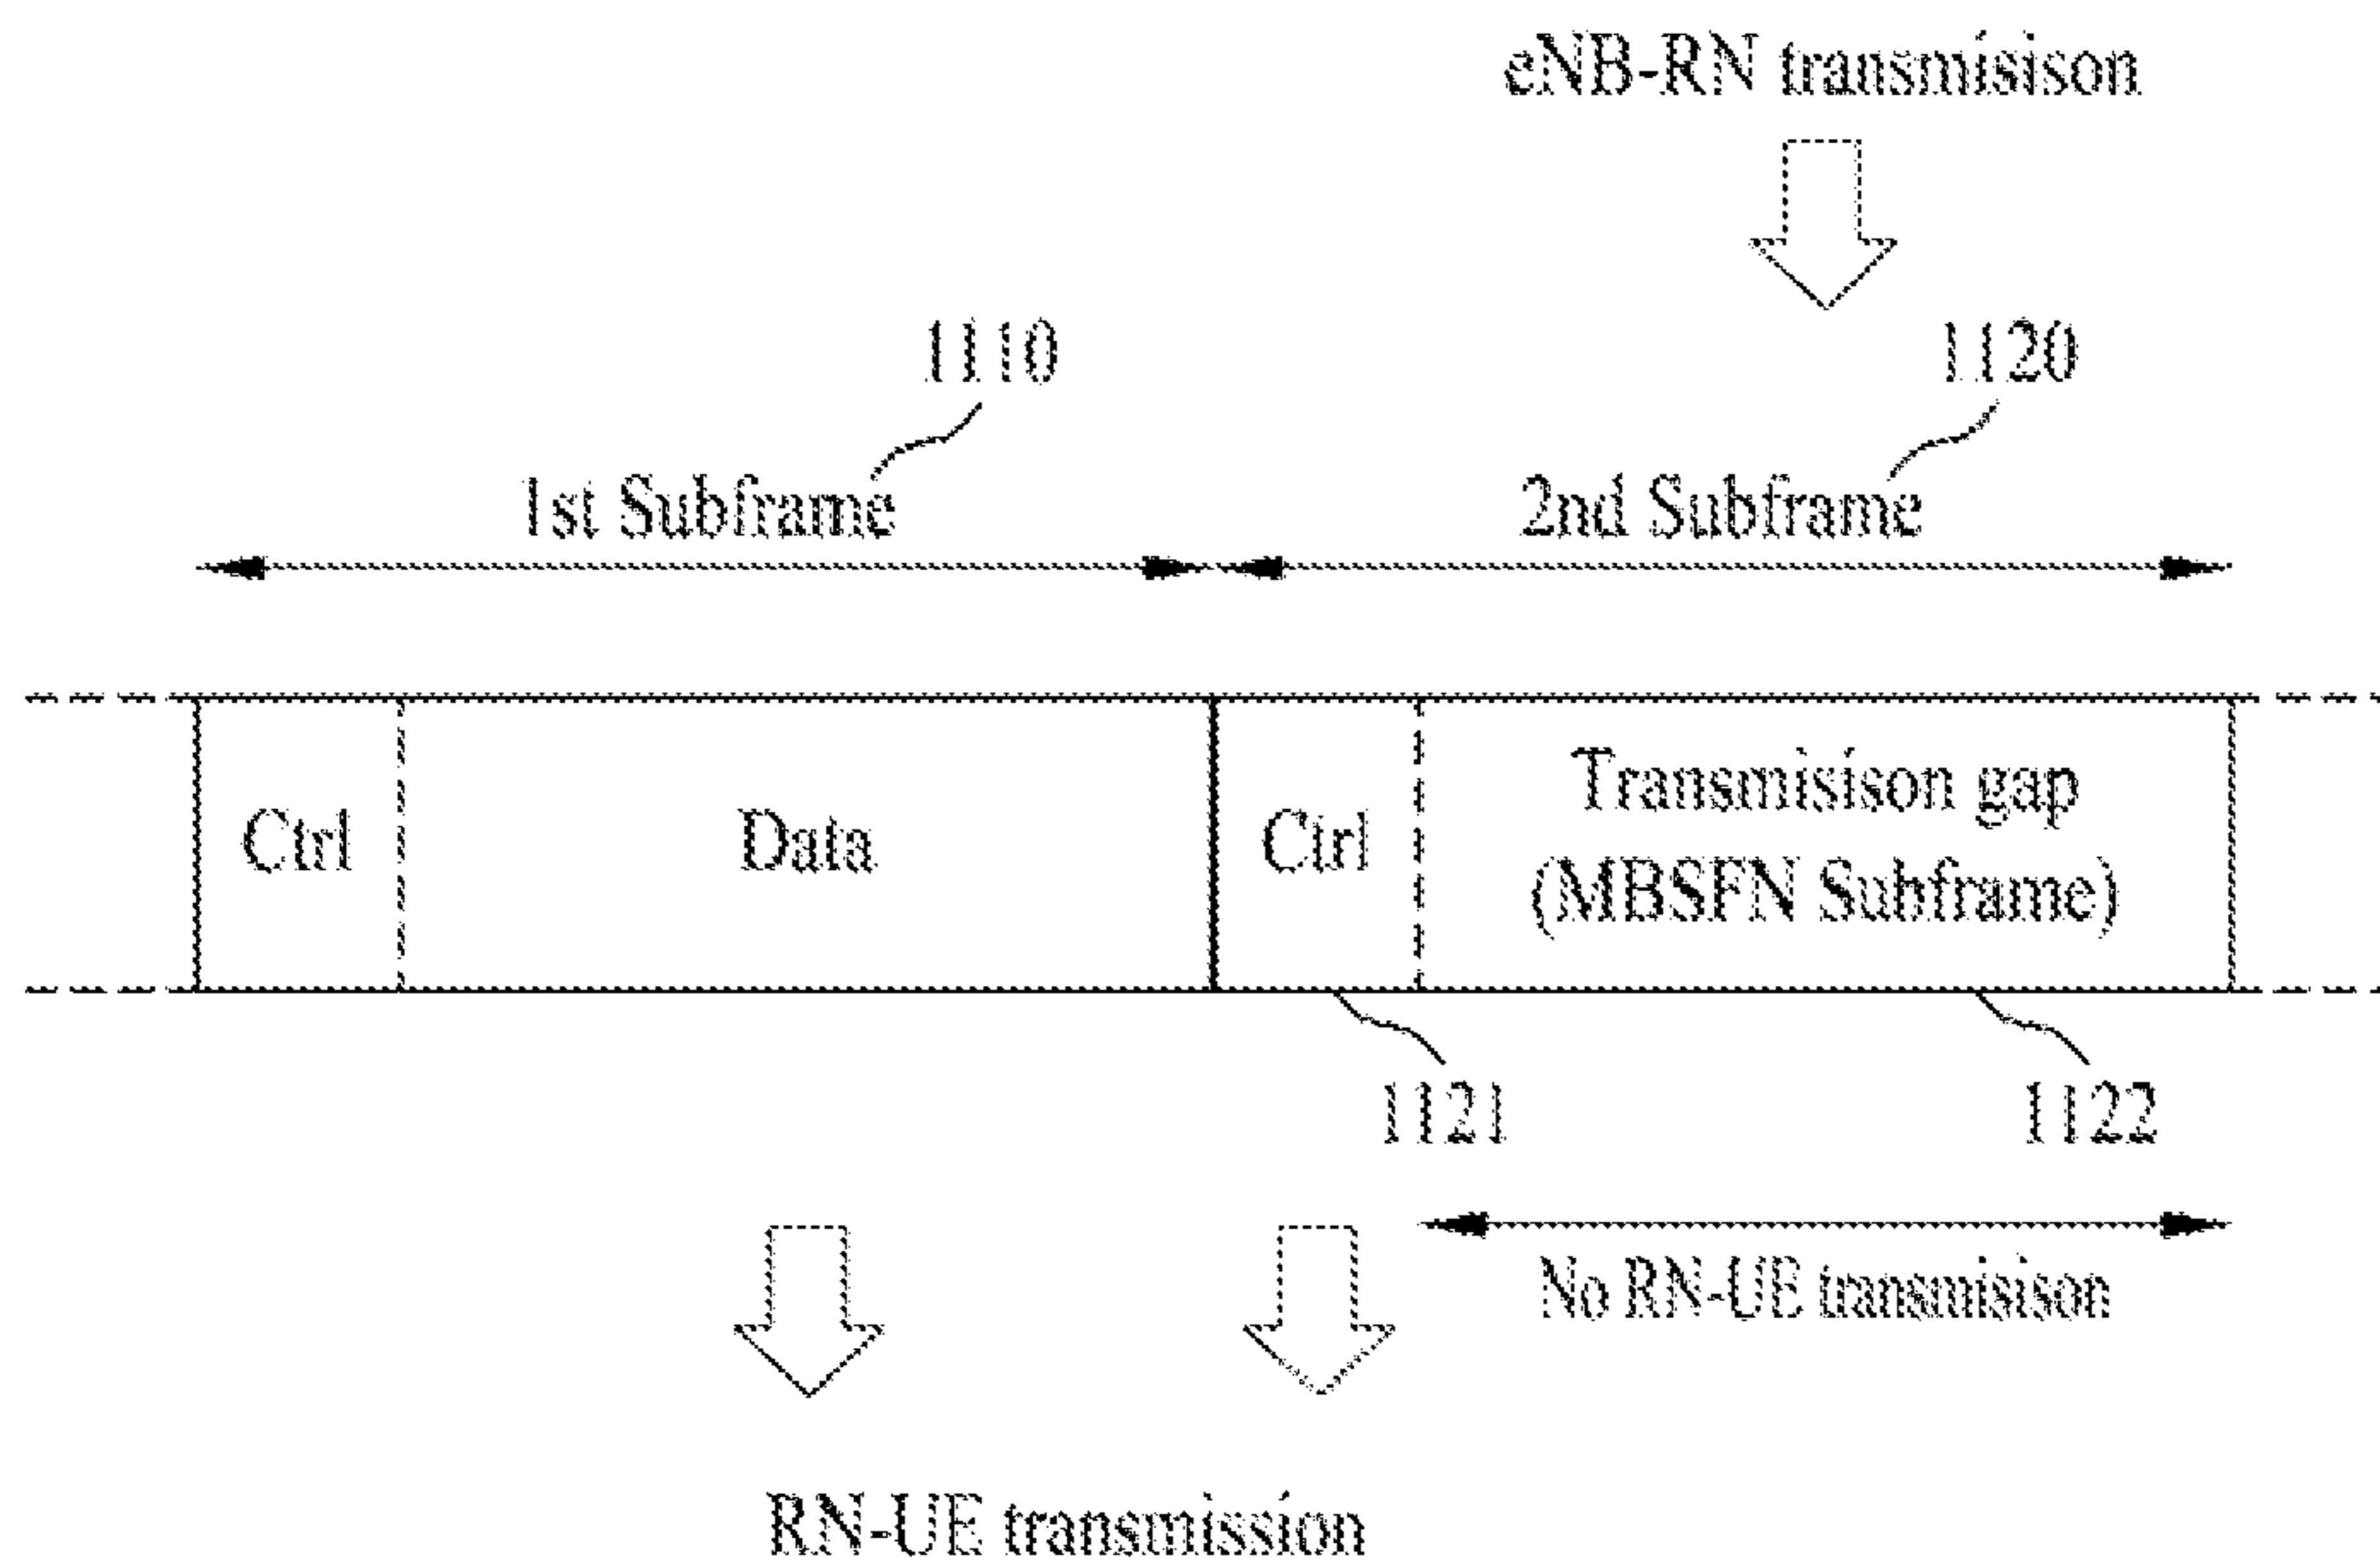 eNB-RN transmisison
1110
1120
1st Subframe
2nd Subframe
Ctrl
Data
Ctrl
Transmisison gap
(MBSFN Subframe)
1121
1122
No RN-UE transmisison
RN-UE transmission